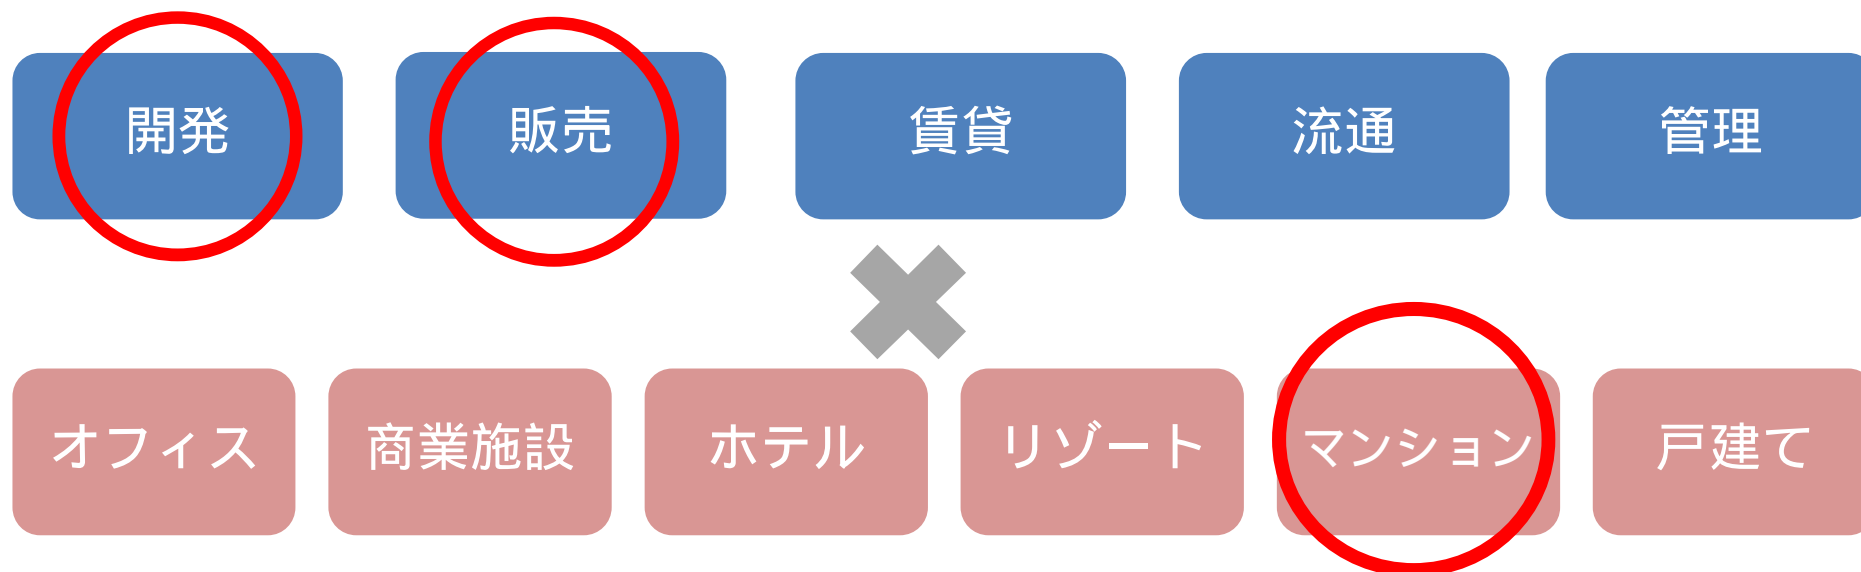 開発 販売 賃貸 流通 管理
オフィス 商業施設 ホテル リゾート マンション 戸建て